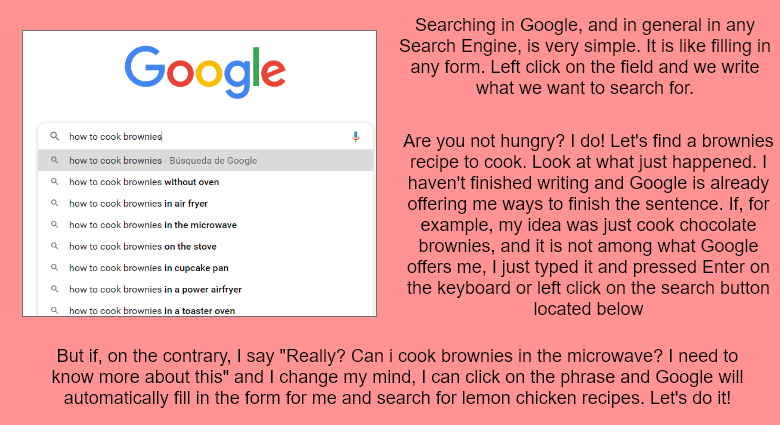 Google
how to cook brownies
how to cook brownies - Búsqueda de Google
how to cook brownies without oven
how to cook brownies in air fryer
how to cook brownies in the microwave
how to cook brownies on the stove
how to cook brownies in cupcake pan
how to cook brownies in a power airfryer
how to cook brownies in a toaster oven
Searching in Google, and in general in any
Search Engine, is very simple. It is like filling in
any form. Left click on the field and we write
what we want to search for.
Are you not hungry? I do! Let's find a brownies
recipe to cook. Look at what just happened. I
haven't finished writing and Google is already
offering me ways to finish the sentence. If, for
example, my idea was just cook chocolate
brownies, and it is not among what Google
offers me, I just typed it and pressed Enter on
the keyboard or left click on the search button
located below
But if, on the contrary, I say "Really? Can i cook brownies in the microwave? I need to
know more about this" and I change my mind, I can click on the phrase and Google will
automatically fill in the form for me and search for lemon chicken recipes. Let's do it!